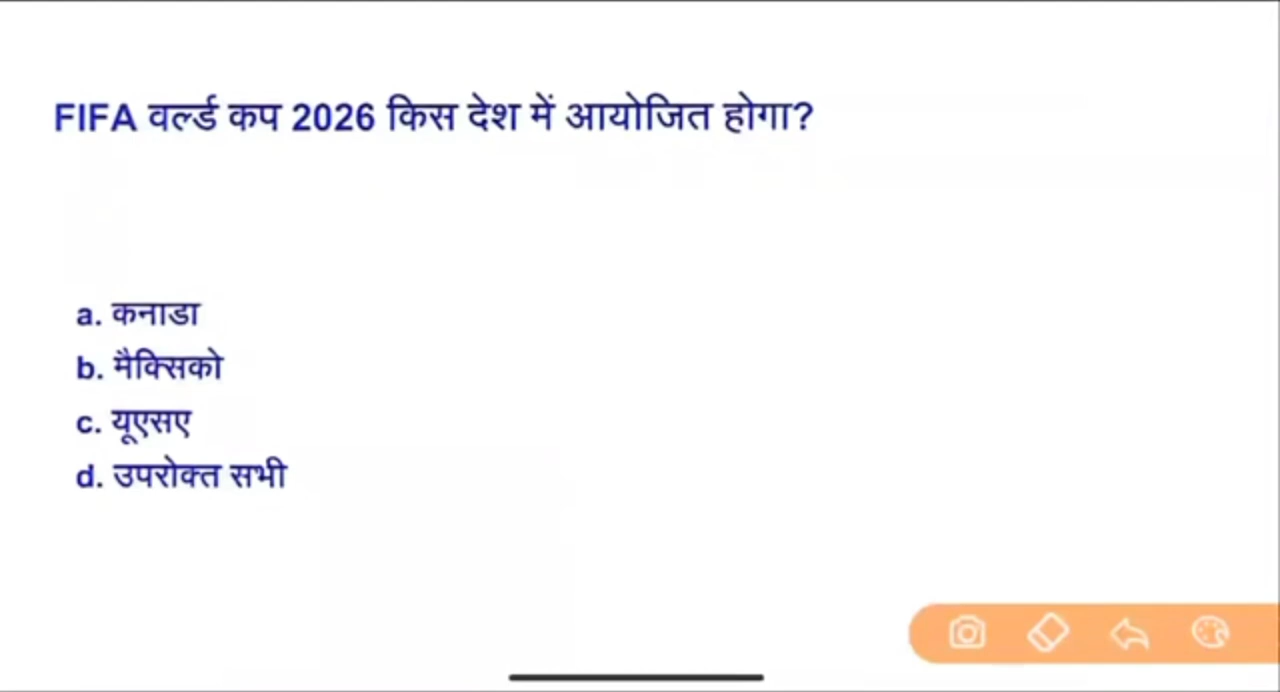 FIFA वर्ल्ड कप 2026 किस देश में आयोजित होगा?
a. कनाडा
b. मैक्सिको
c. यूएसए
d. उपरोक्त सभी